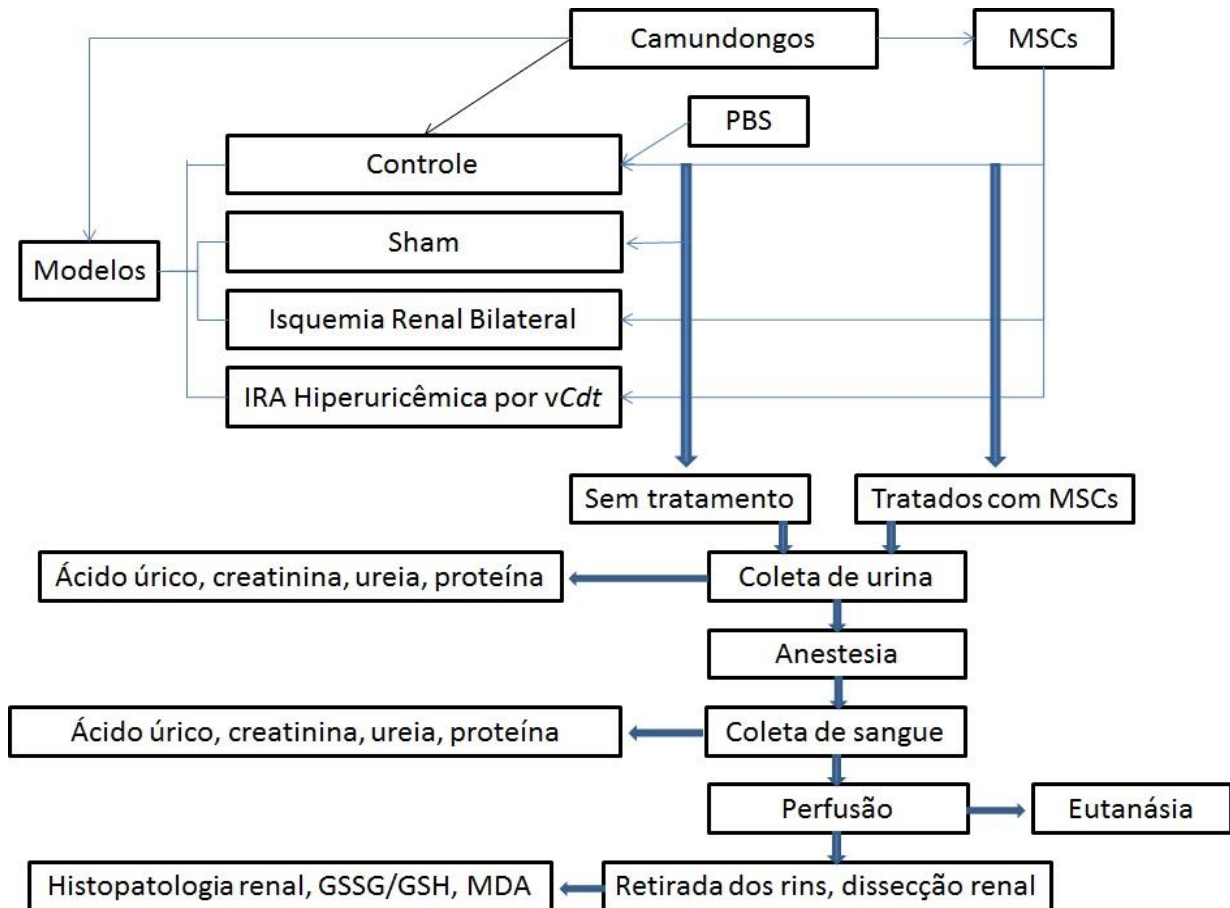 Camundongos
MSCs
PBS
Controle
Sham
Modelos
Isquemia Renal Bilateral
IRA Hiperuricêmica por vCdt
Sem tratamento
Tratados com MSCs
Ácido úrico, creatinina, ureia, proteína
Coleta de urina
Anestesia
Ácido úrico, creatinina, ureia, proteína
Coleta de sangue
Perfusão
Eutanásia
Histopatologia renal, GSSG/GSH, MDA
Retirada dos rins, dissecção renal